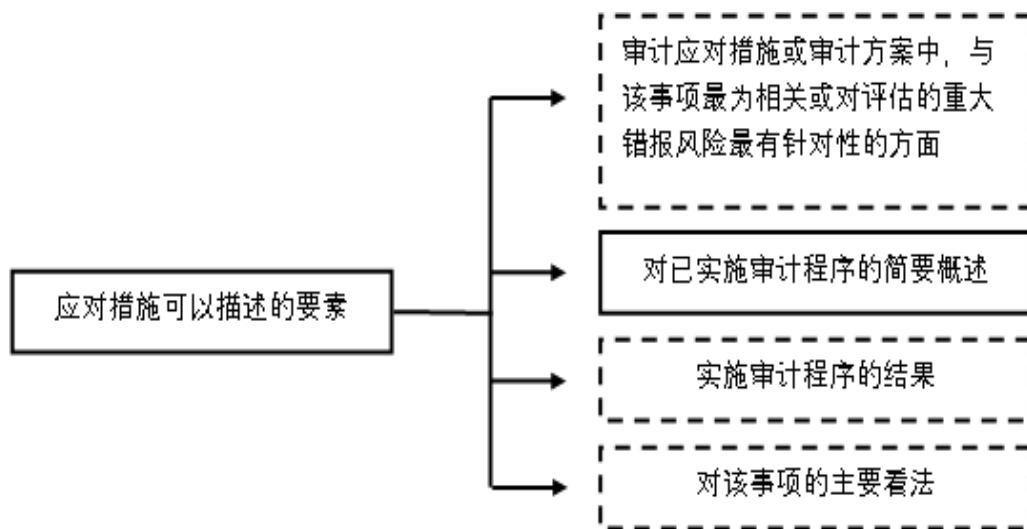 审计应对措施或审计方案中，与
该事项最为相关或对评估的重大
错报风险最有针对性的方面
对已实施审计程序的简要概述
应对措施可以描述的要素
实施审计程序的结果
对该事项的主要看法